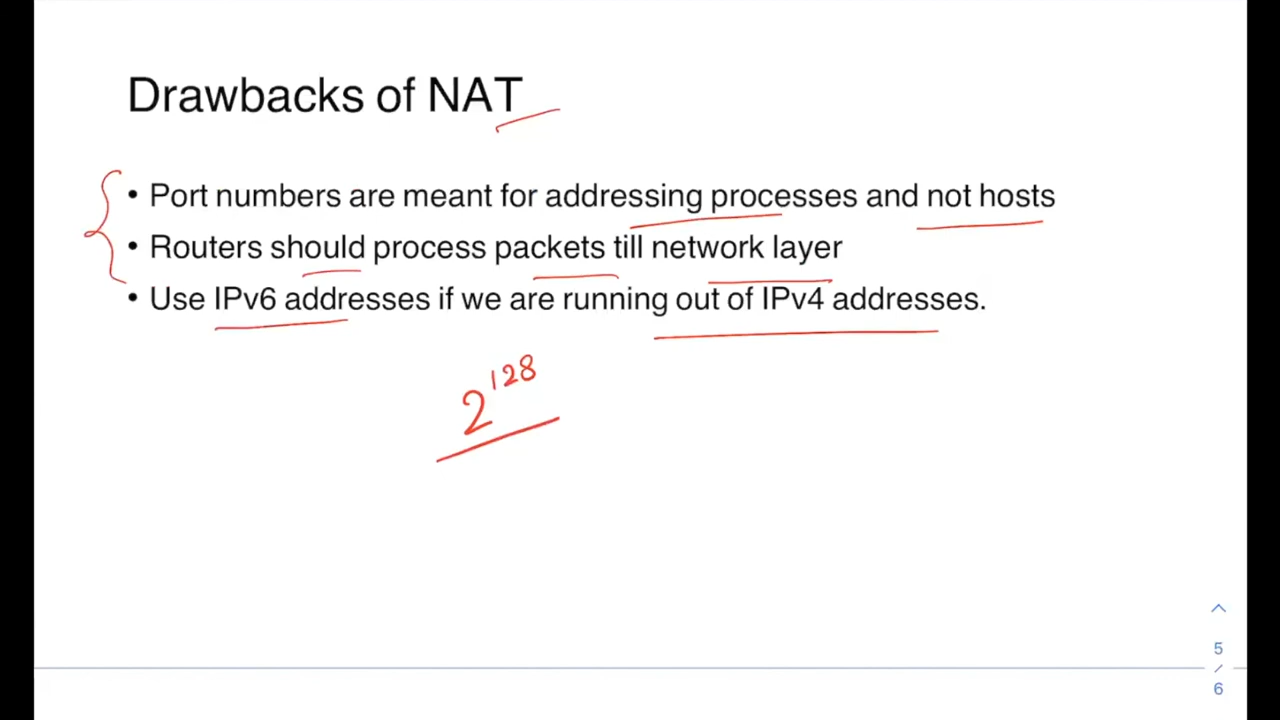 Drawbacks of NAT
• Port numbers are meant for addressing processes and not hosts
• Routers should process packets till network layer
• Use IPv6 addresses if we are running out of IPv4 addresses.
2^128
5
/
6